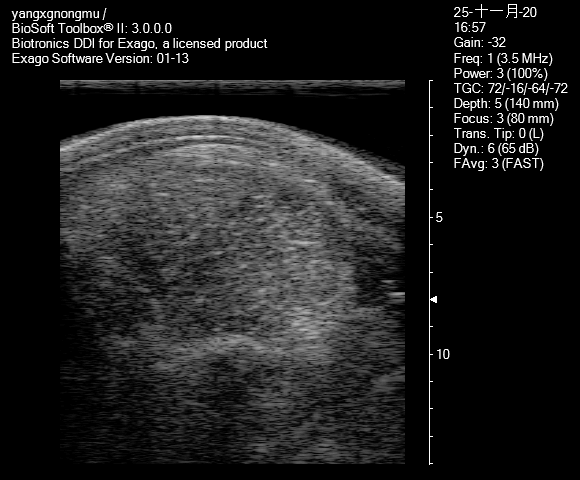 yangxgnongmu /
BioSoft Toolbox® II: 3.0.0.0
Biotronics DDI for Exago, a licensed product
Exago Software Version: 01-13
25-十一月-20
16:57
Gain: -32
Freq: 1 (3.5 MHz)
Power: 3 (100%)
TGC: 72/-16/-64/-72
Depth: 5 (140 mm)
Focus: 3 (80 mm)
Trans. Tip: 0 (L)
Dyn.: 6 (65 dB)
FAvg: 3 (FAST)
5
10